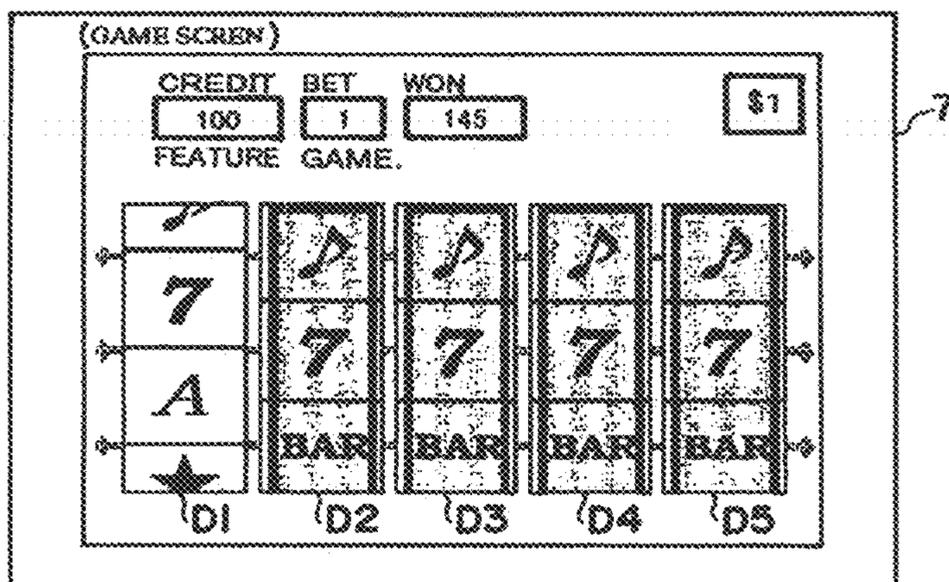 (GAME SCREN)
CREDIT BET WON
100 1 145 $1
FEATURE GAME.
7
7 7 7 7 7
A
BAR BAR BAR BAR
D1 D2 D3 D4 D5